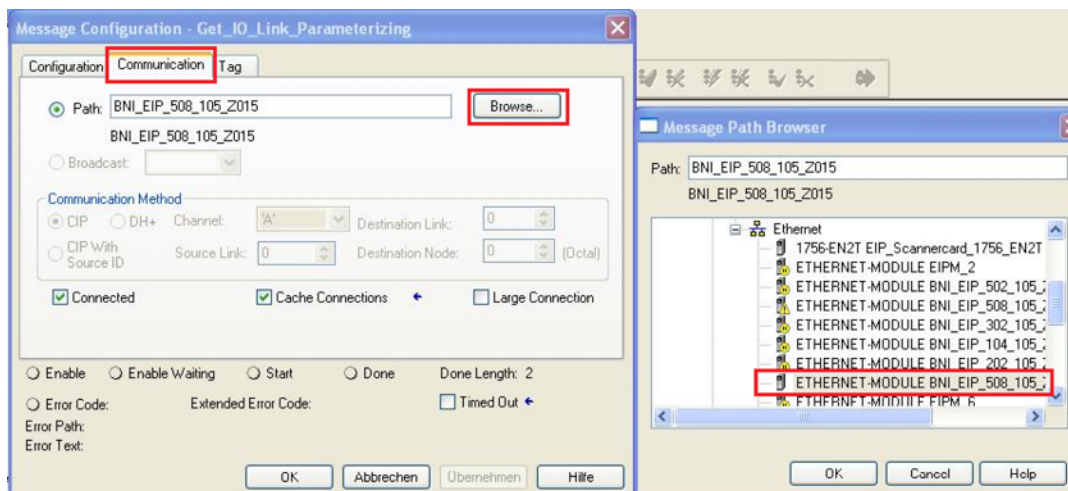 Message Configuration - Get_IO_Link_Parameterizing
Configuration Communication Tag
Path: BNI_EIP_508_105_Z015 Browse...
BNI_EIP_508_105_Z015
Broadcast:
Communication Method
CIP DH+ Channel: 'A' Destination Link: 0
CIP With Source ID Source Link: 0 Destination Node: 0 (Octal)
Connected Cache Connections Large Connection
Enable Enable Waiting Start Done Done Length: 2
Error Code: Extended Error Code: Timed Out
Error Path:
Error Text:
OK Abbrechen Übernehmen Hilfe
Message Path Browser
Path: BNI_EIP_508_105_Z015
BNI_EIP_508_105_Z015
Ethernet
1756-EN2T EIP_Scannercard_1756_EN2T
ETHERNET-MODULE EIPM_2
ETHERNET-MODULE BNI_EIP_502_105_
ETHERNET-MODULE BNI_EIP_508_105_
ETHERNET-MODULE BNI_EIP_302_105_
ETHERNET-MODULE BNI_EIP_104_105_
ETHERNET-MODULE BNI_EIP_202_105_
ETHERNET-MODULE BNI_EIP_508_105_
ETHERNET-MODULE EIPM_6
OK Cancel Help